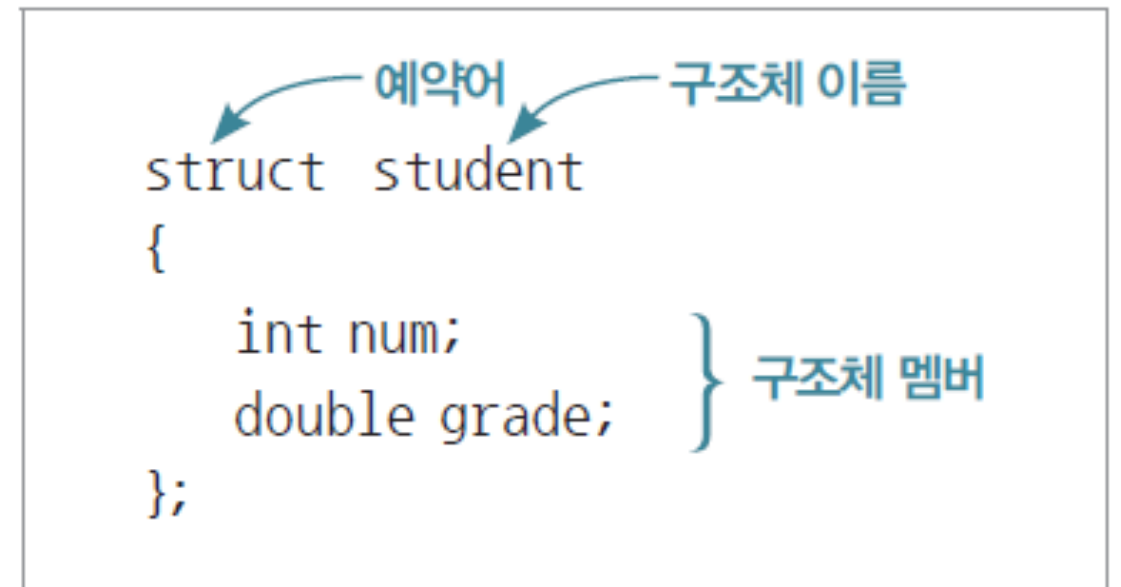 예약어 구조체 이름
struct student
{
int num;
double grade;
구조체 멤버
};